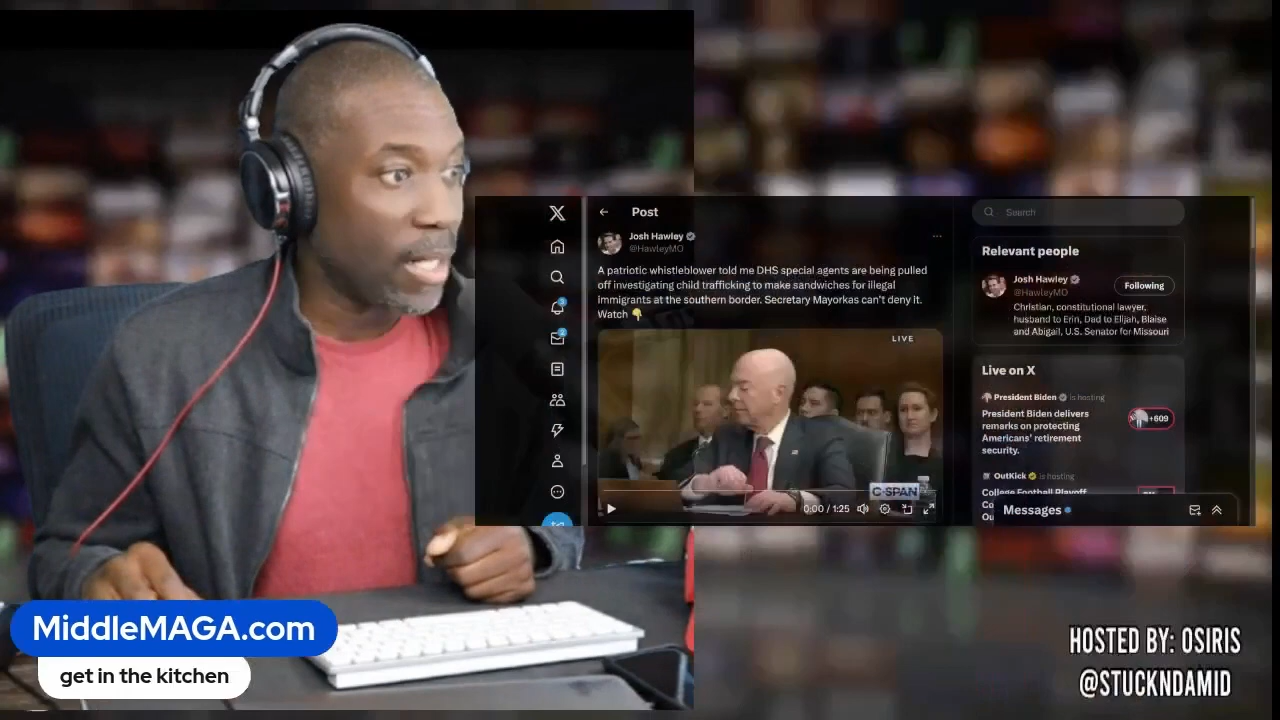 Post
Search
Josh Hawley
@HawleyMO
A patriotic whistleblower told me DHS special agents are being pulled
off investigating child trafficking to make sandwiches for illegal
immigrants at the southern border. Secretary Mayorkas can't deny it.
Watch 👇
LIVE
C-SPAN
0:00 / 1:25
Relevant people
Josh Hawley
@HawleyMO
Following
Christian, constitutional lawyer,
husband to Erin, Dad to Elijah, Blaise
and Abigail, U.S. Senator for Missouri
Live on X
President Biden is hosting
President Biden delivers
remarks on protecting
Americans' retirement
security.
+609
OutKick is hosting
College Football Playoff
Messages
MiddleMAGA.com
get in the kitchen
HOSTED BY: OSIRIS
@STUCKNDAMID